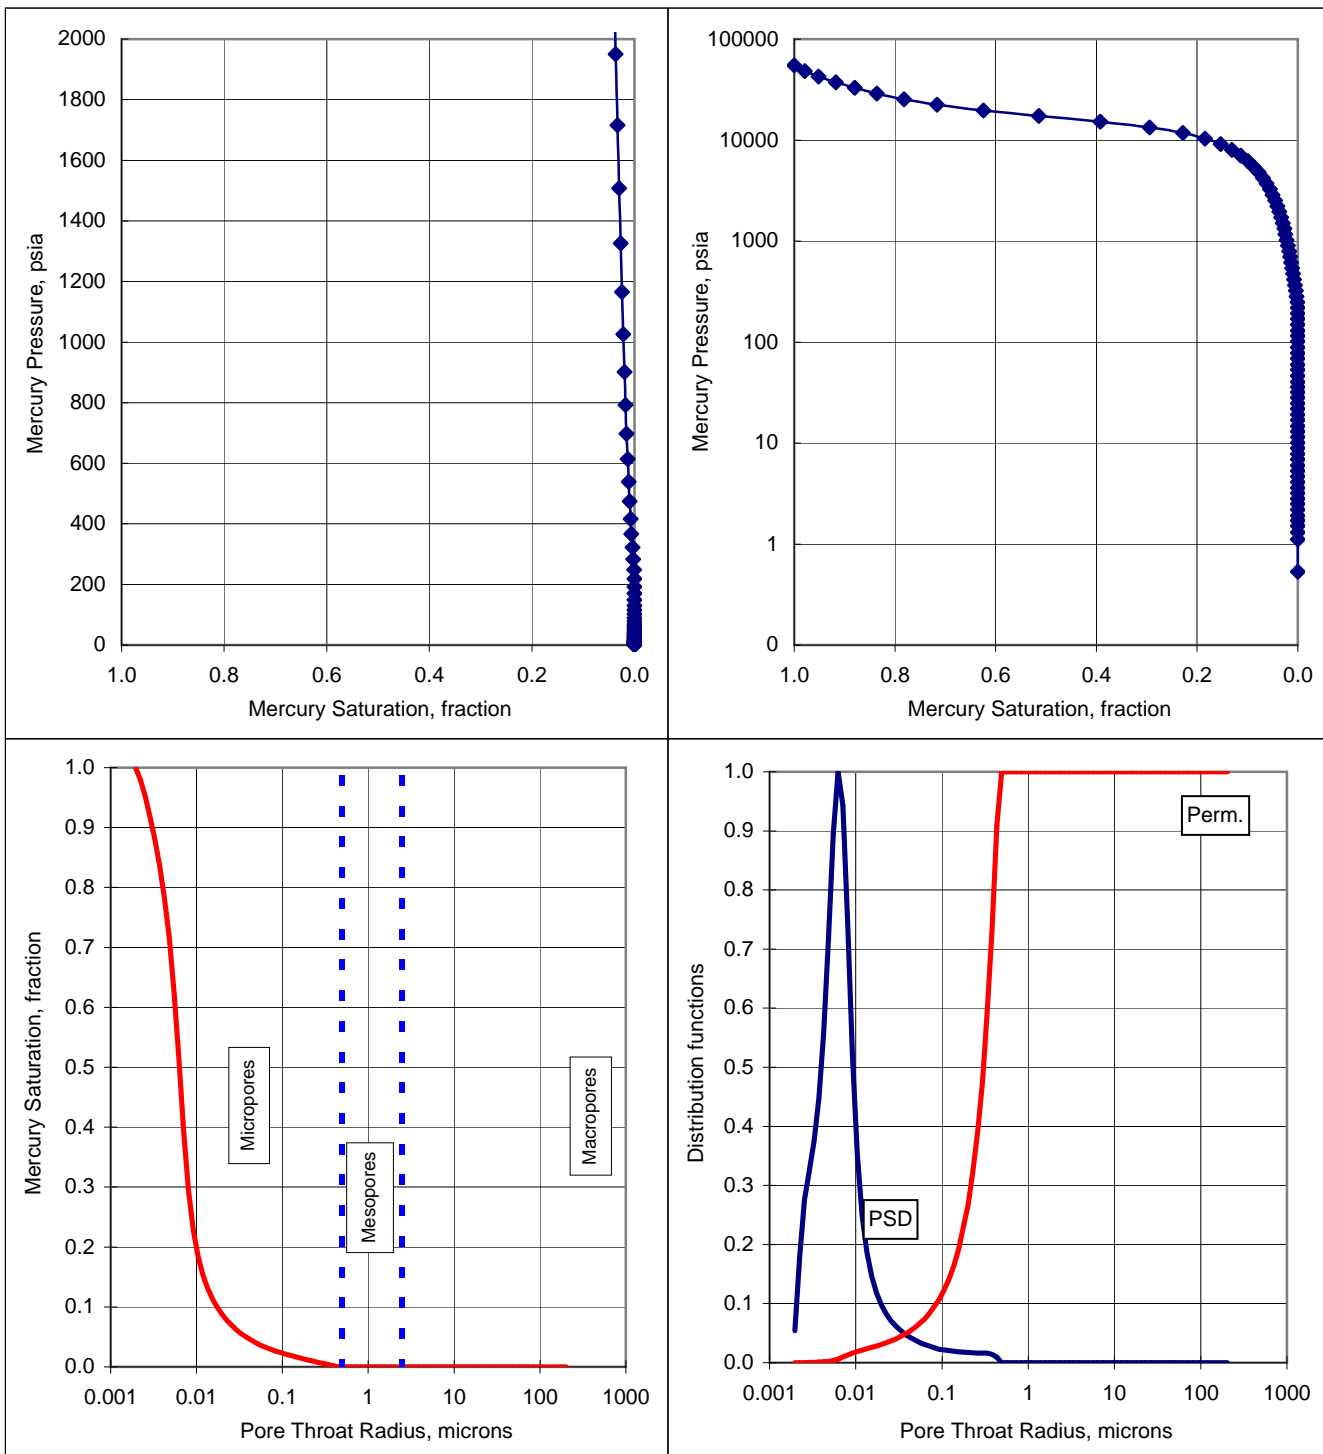 2000
1800
1600
1400
1200
1000
800
600
400
200
0
Mercury Pressure, psia
1.0 0.8 0.6 0.4 0.2 0.0
Mercury Saturation, fraction
100000
10000
1000
100
10
1
0
Mercury Pressure, psia
1.0 0.8 0.6 0.4 0.2 0.0
Mercury Saturation, fraction
1.0
0.9
0.8
0.7
0.6
0.5
0.4
0.3
0.2
0.1
0.0
Mercury Saturation, fraction
Micropores
Mesopores
Macropores
0.001 0.01 0.1 1 10 100 1000
Pore Throat Radius, microns
1.0
0.9
0.8
0.7
0.6
0.5
0.4
0.3
0.2
0.1
0.0
Distribution functions
Perm.
PSD
0.001 0.01 0.1 1 10 100 1000
Pore Throat Radius, microns